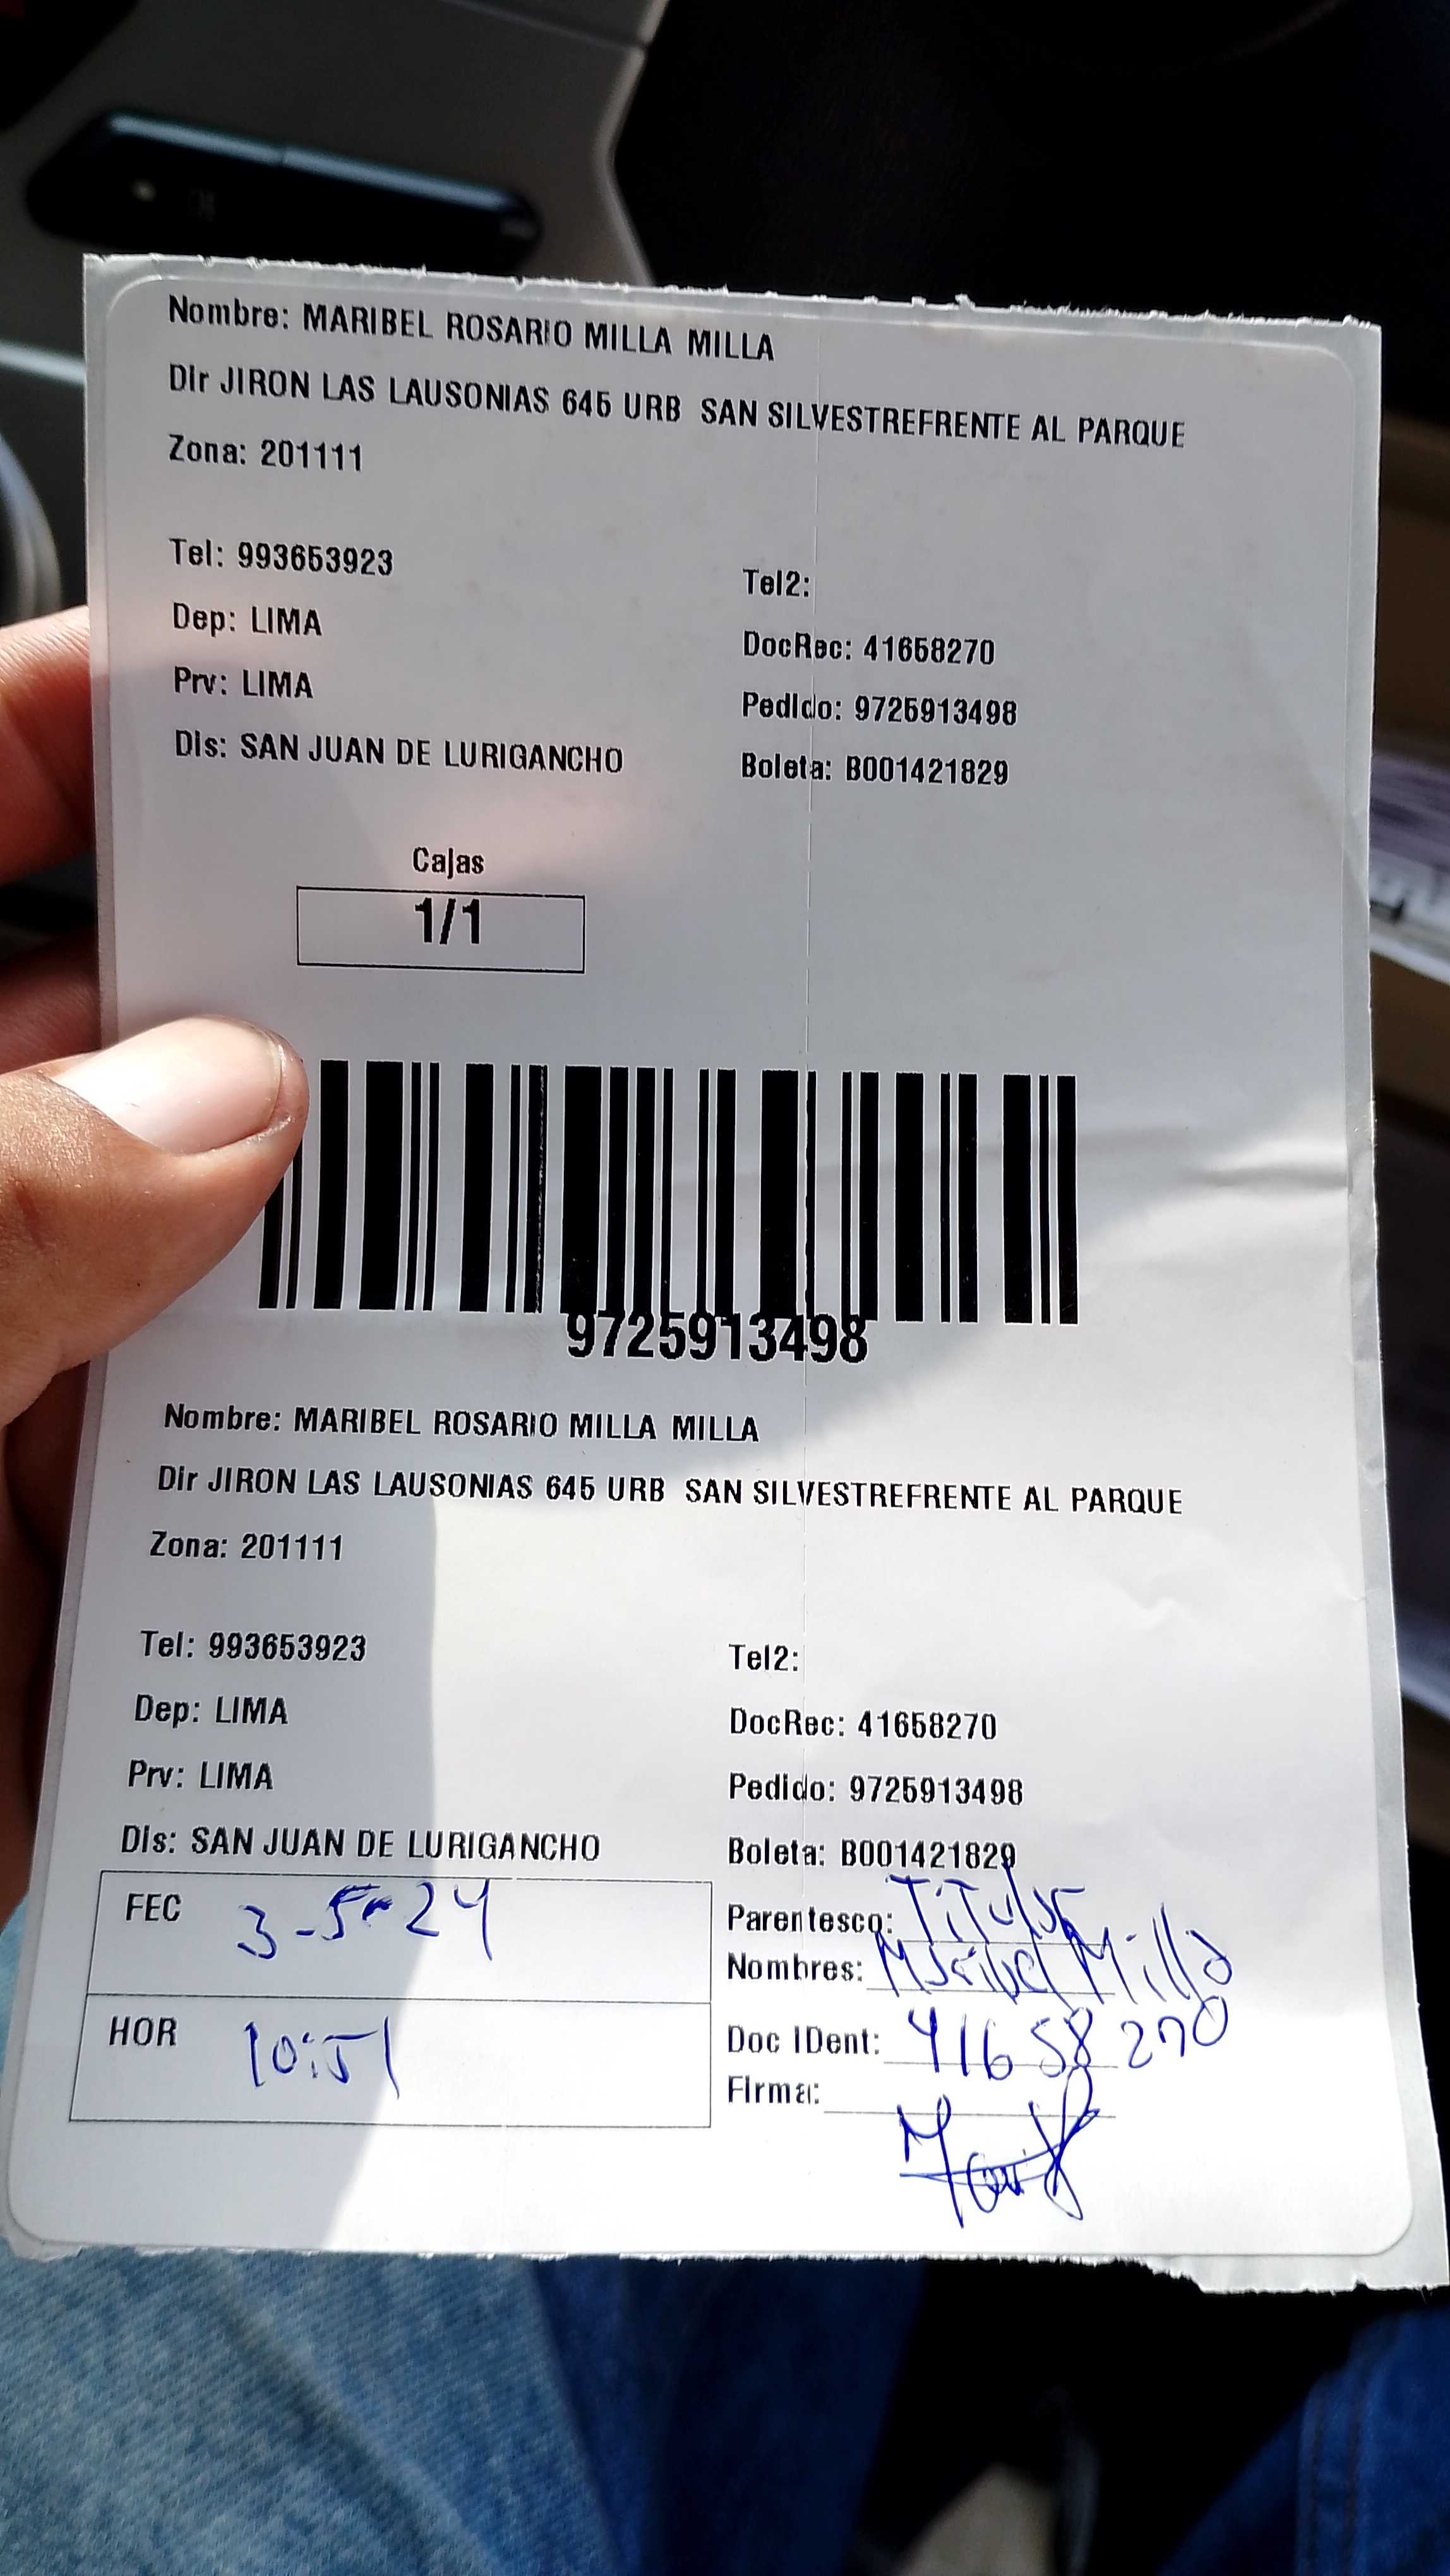 Nombre: MARIBEL ROSARIO MILLA MILLA
Dir JIRON LAS LAUSONIAS 645 URB SAN SILVESTREFRENTE AL PARQUE
Zona: 201111
Tel: 993653923
Tel2:
Dep: LIMA
DocRec: 41658270
Prv: LIMA
Pedido: 9725913498
Dis: SAN JUAN DE LURIGANCHO
Boleta: B001421829
Cajas
1/1
9725913498
Nombre: MARIBEL ROSARIO MILLA MILLA
Dir JIRON LAS LAUSONIAS 645 URB SAN SILVESTREFRENTE AL PARQUE
Zona: 201111
Tel: 993653923
Tel2:
Dep: LIMA
DocRec: 41658270
Prv: LIMA
Pedido: 9725913498
Dis: SAN JUAN DE LURIGANCHO
Boleta: B001421829
FEC 3-5-24
Parentesco: Titular
Nombres: Maribel Milla
HOR 10:51
Doc IDent: 41658270
Firma: